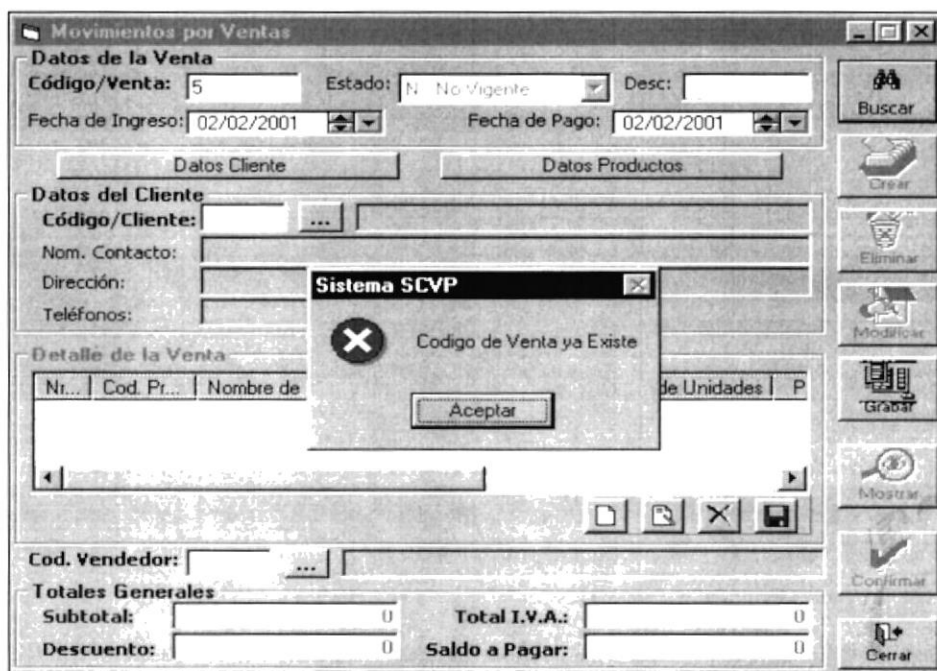 Movimientos por Ventas
Datos de la Venta
Código/Venta: 5 Estado: N No Vigente Desc:
Fecha de Ingreso: 02/02/2001 Fecha de Pago: 02/02/2001
Datos Cliente Datos Productos
Datos del Cliente
Código/Cliente: ...
Nom. Contacto:
Dirección:
Teléfonos:
Sistema SCVP
Codigo de Venta ya Existe
Aceptar
Detalle de la Venta
Nr... Cod. Pr... Nombre de de Unidades P
Cod. Vendedor: ...
Totales Generales
Subtotal: 0 Total I.V.A.: 0
Descuento: 0 Saldo a Pagar: 0
Buscar
Crear
Eliminar
Modificar
Grabar
Mostrar
Confirmar
Cerrar